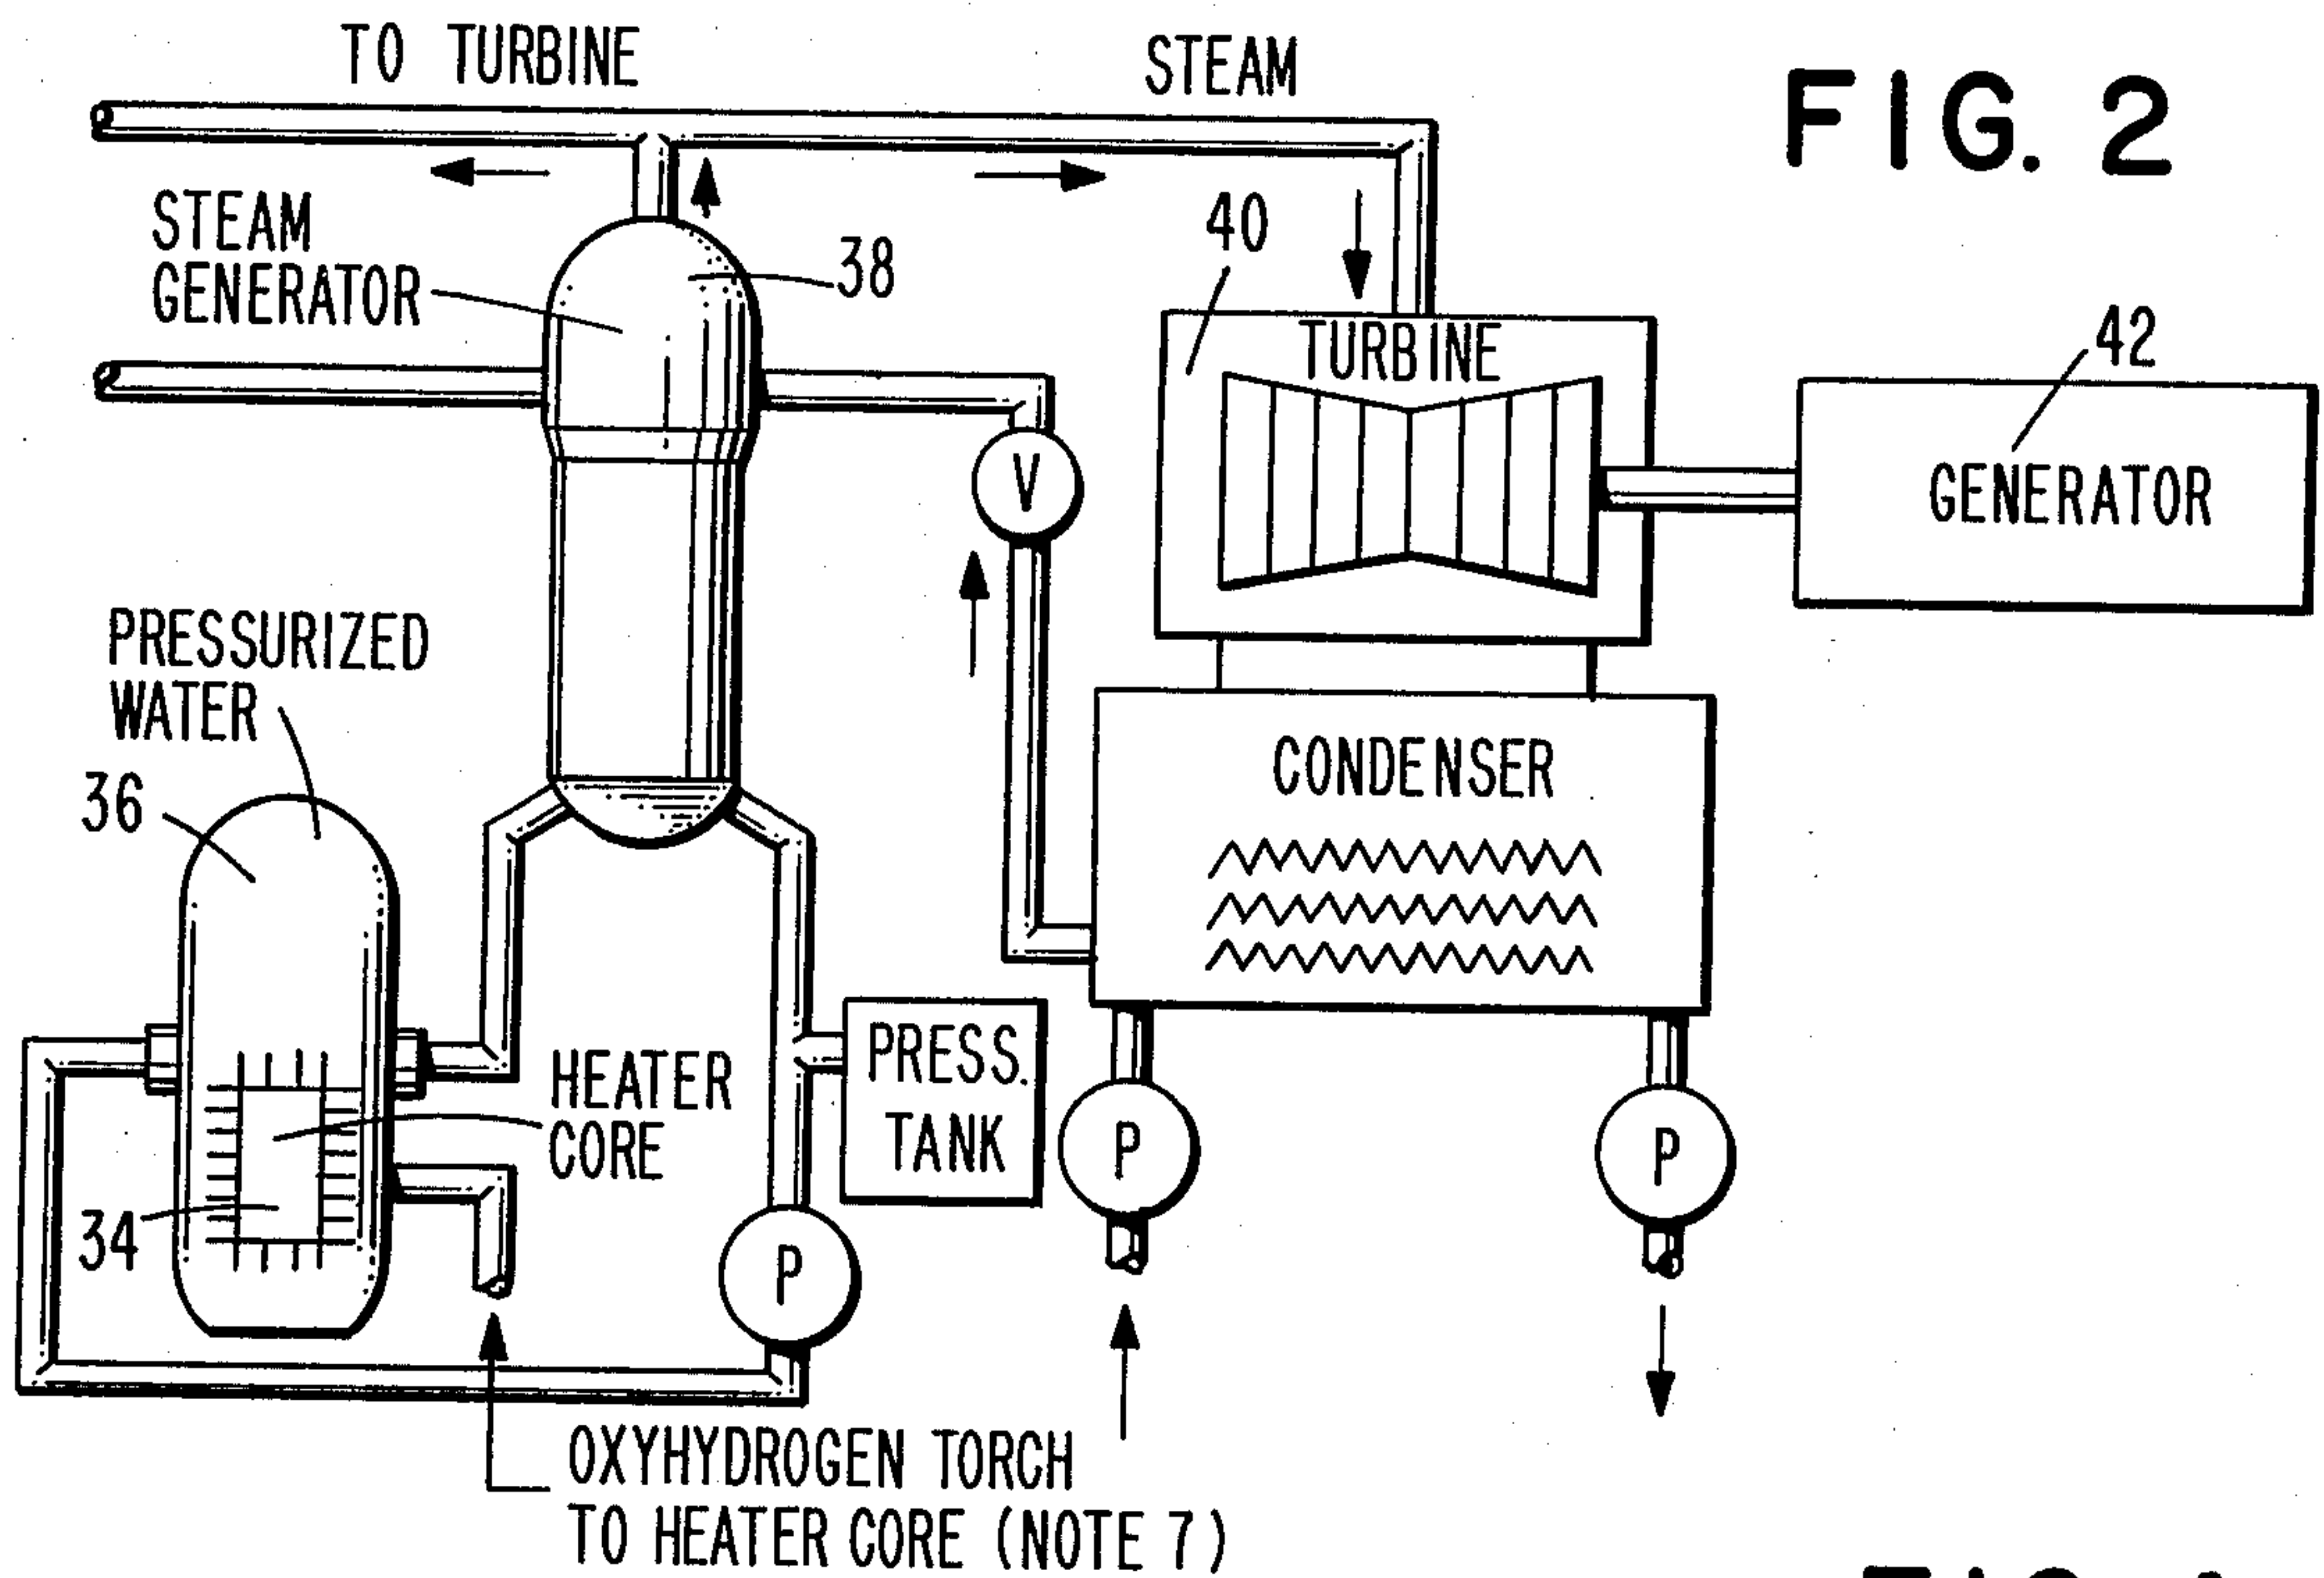 TO TURBINE
STEAM
FIG. 2
STEAM
GENERATOR
38
40
TURBINE
42
GENERATOR
V
PRESSURIZED
WATER
36
CONDENSER
HEATER
CORE
PRESS.
TANK
34
P
P
P
OXYHYDROGEN TORCH
TO HEATER CORE (NOTE 7)